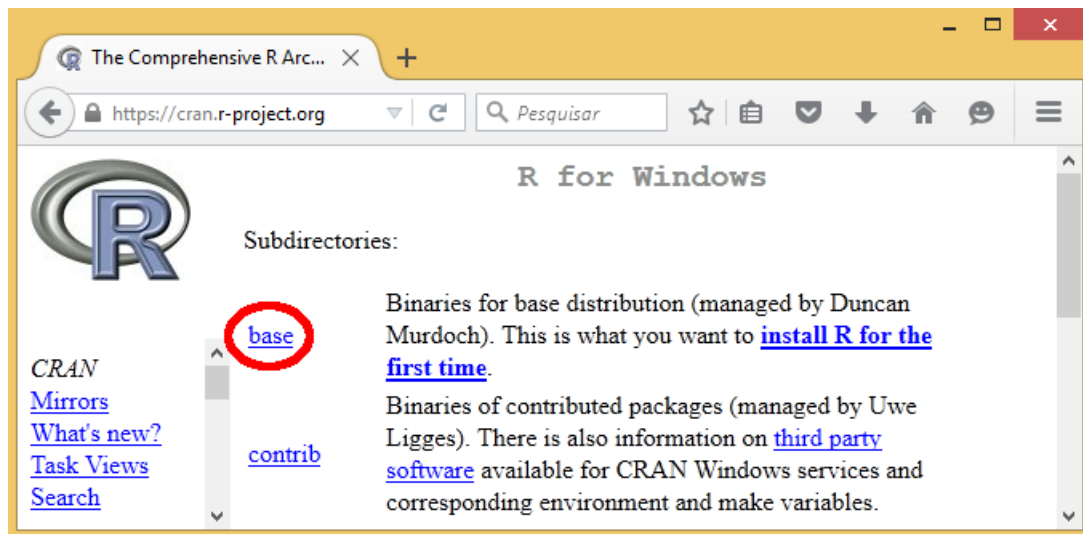 The Comprehensive R Arc...
https://cran.r-project.org
Pesquisar
R
R for Windows
Subdirectories:
base
Binaries for base distribution (managed by Duncan
Murdoch). This is what you want to install R for the
first time.
contrib
Binaries of contributed packages (managed by Uwe
Ligges). There is also information on third party
software available for CRAN Windows services and
corresponding environment and make variables.
CRAN
Mirrors
What's new?
Task Views
Search